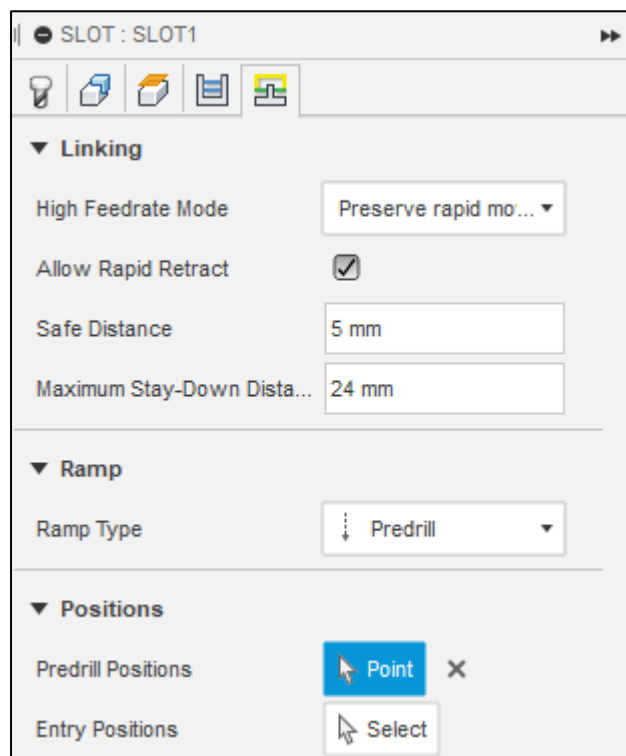 SLOT : SLOT1
Linking
High Feedrate Mode Preserve rapid mo...
Allow Rapid Retract
Safe Distance 5 mm
Maximum Stay-Down Dista... 24 mm
Ramp
Ramp Type Predrill
Positions
Predrill Positions Point
Entry Positions Select